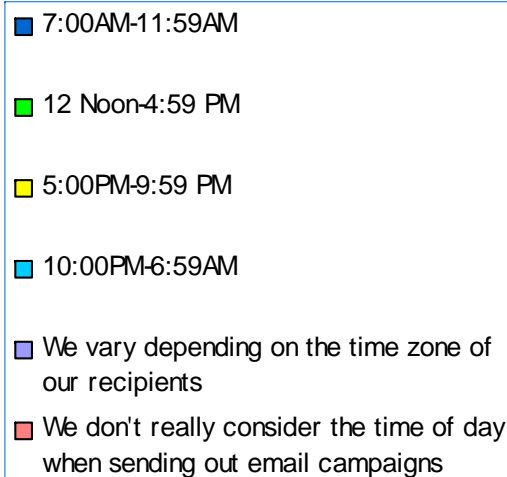 7:00AM-11:59AM
12 Noon-4:59 PM
5:00PM-9:59 PM
10:00PM-6:59AM
We vary depending on the time zone of
our recipients
We don't really consider the time of day
when sending out email campaigns